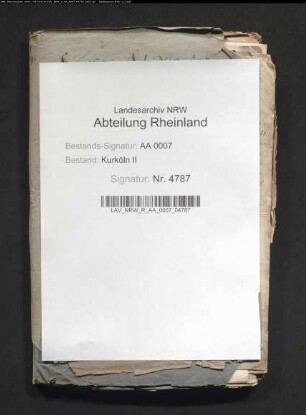 Landesarchiv NRW
Abteilung Rheinland
Bestands-Signatur: AA 0007
Bestand: Kurköln II
Signatur: Nr. 4787
LAV_NRW_R_AA_0007_04787